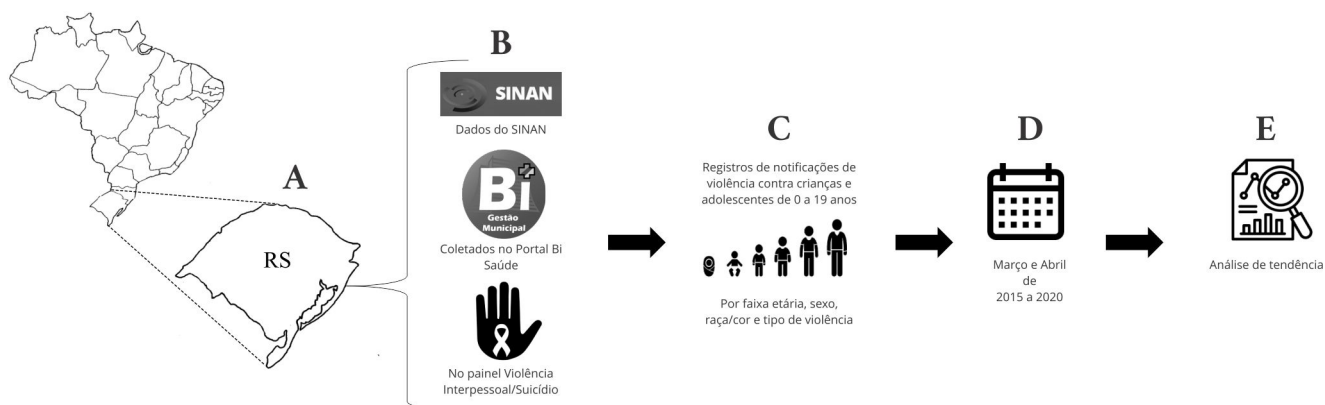 A
RS
B
SINAN
Dados do SINAN
Bi
Gestão
Municipal
Coletados no Portal Bi
Saúde
No painel Violência
Interpessoal/Suicídio
C
Registros de notificações de
violência contra crianças e
adolescentes de 0 a 19 anos
Por faixa etária, sexo,
raça/cor e tipo de violência
D
Março e Abril
de
2015 a 2020
E
Análise de tendência